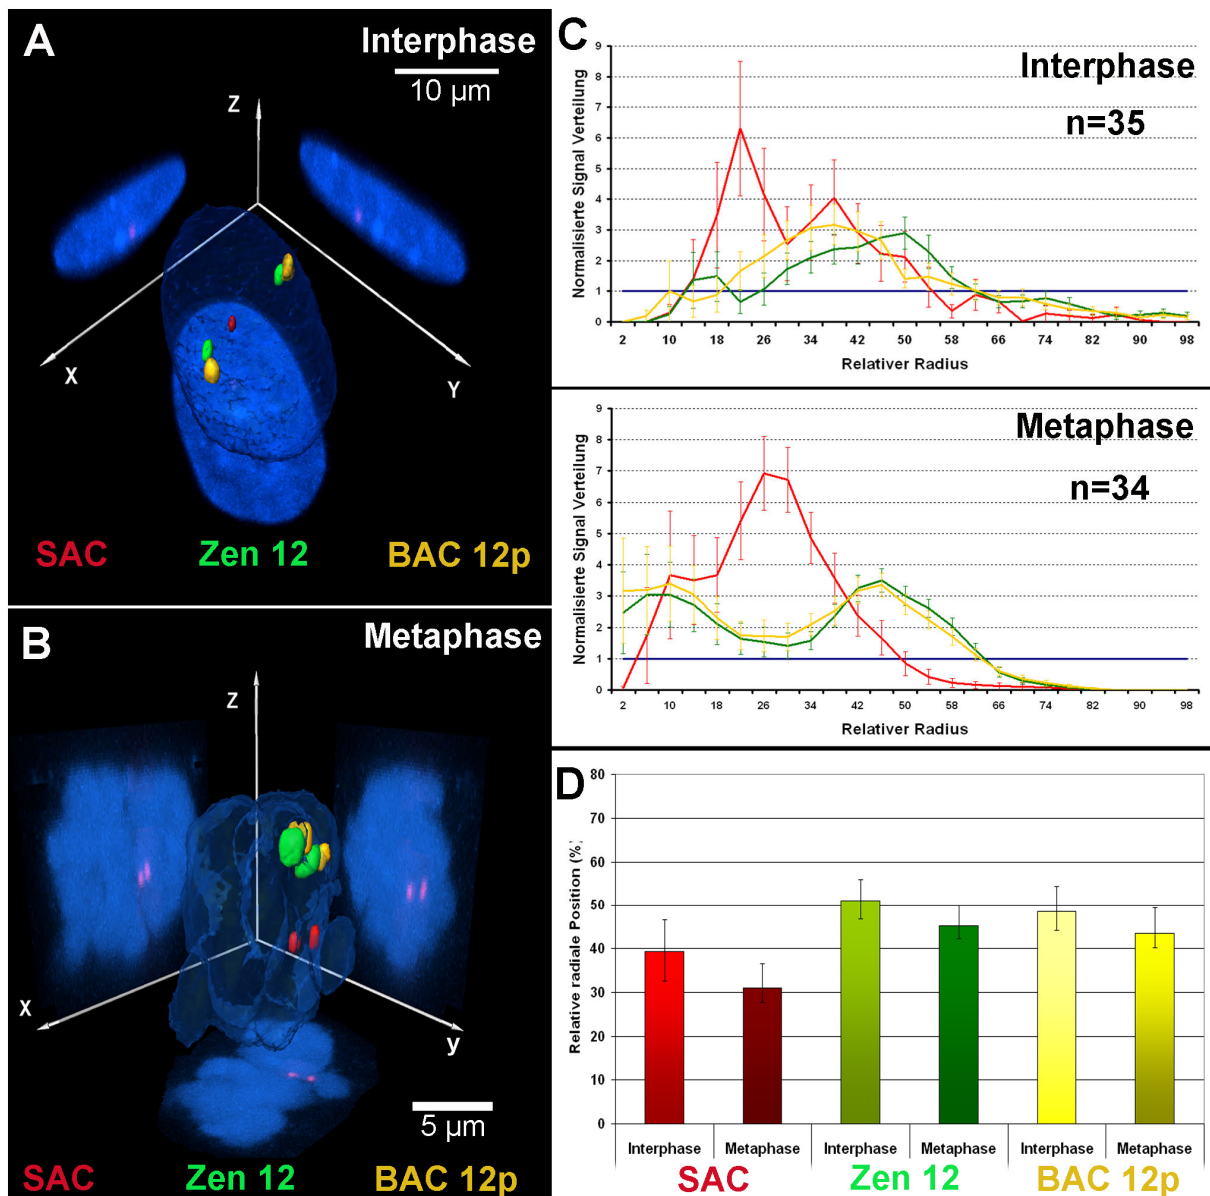 A
Interphase
10 µm
Z
X
Y
SAC Zen 12 BAC 12p
B
Metaphase
Z
X
y
5 µm
SAC Zen 12 BAC 12p
C
Interphase
n=35
Normalisierte Signal Verteilung
9
8
7
6
5
4
3
2
1
0
2 10 18 26 34 42 50 58 66 74 82 90 98
Relativer Radius
Metaphase
n=34
Normalisierte Signal Verteilung
9
8
7
6
5
4
3
2
1
0
2 10 18 26 34 42 50 58 66 74 82 90 98
Relativer Radius
D
Relative radiale Position (%)
80
70
60
50
40
30
20
10
0
Interphase Metaphase Interphase Metaphase Interphase Metaphase
SAC Zen 12 BAC 12p